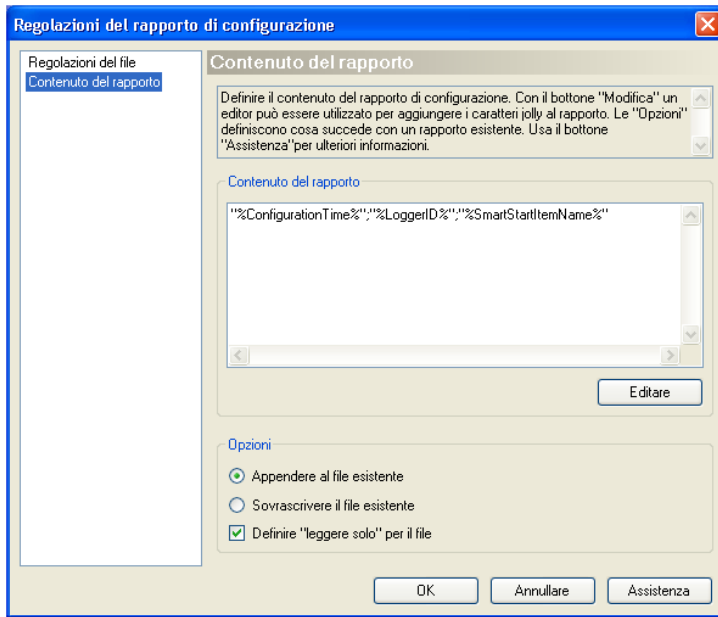 Regolazioni del rapporto di configurazione
Regolazioni del file
Contenuto del rapporto
Contenuto del rapporto
Definire il contenuto del rapporto di configurazione. Con il bottone "Modifica" un
editor può essere utilizzato per aggiungere i caratteri jolly al rapporto. Le "Opzioni"
definiscono cosa succede con un rapporto esistente. Usa il bottone
"Assistenza"per ulteriori informazioni.
Contenuto del rapporto
"%ConfigurationTime%";"%LoggerID%";"%SmartStartItemName%"
Editare
Opzioni
Appendere al file esistente
Sovrascrivere il file esistente
Definire "leggere solo" per il file
OK
Annullare
Assistenza